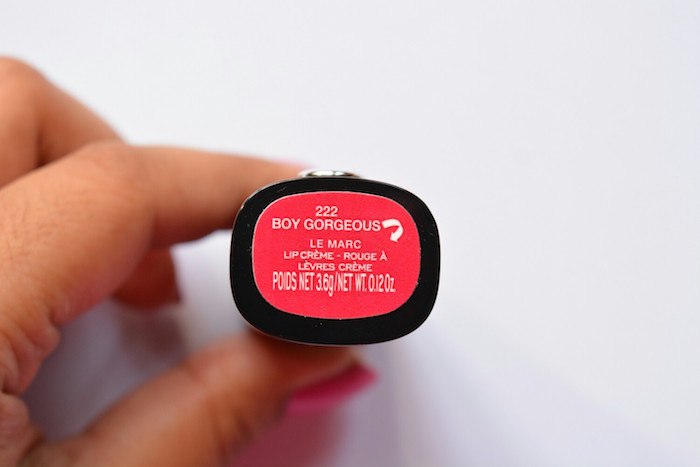 222
BOY GORGEOUS
LE MARC
LIP CRÈME - ROUGE À
LÈVRES CRÈME
POIDS NET 3.6g/NET WT. 0.12 Oz.